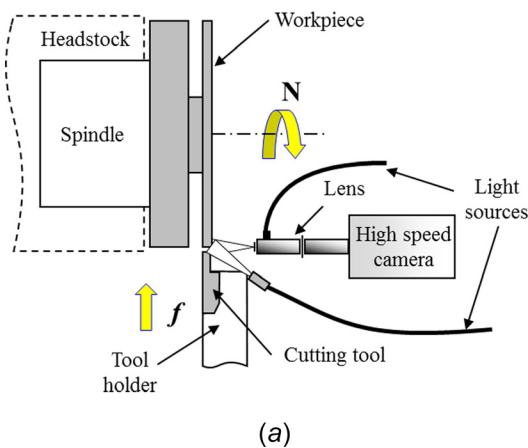 Workpiece
Headstock
Spindle
N
Lens
Light
sources
High speed
camera
f
Tool
holder
Cutting tool
(a)